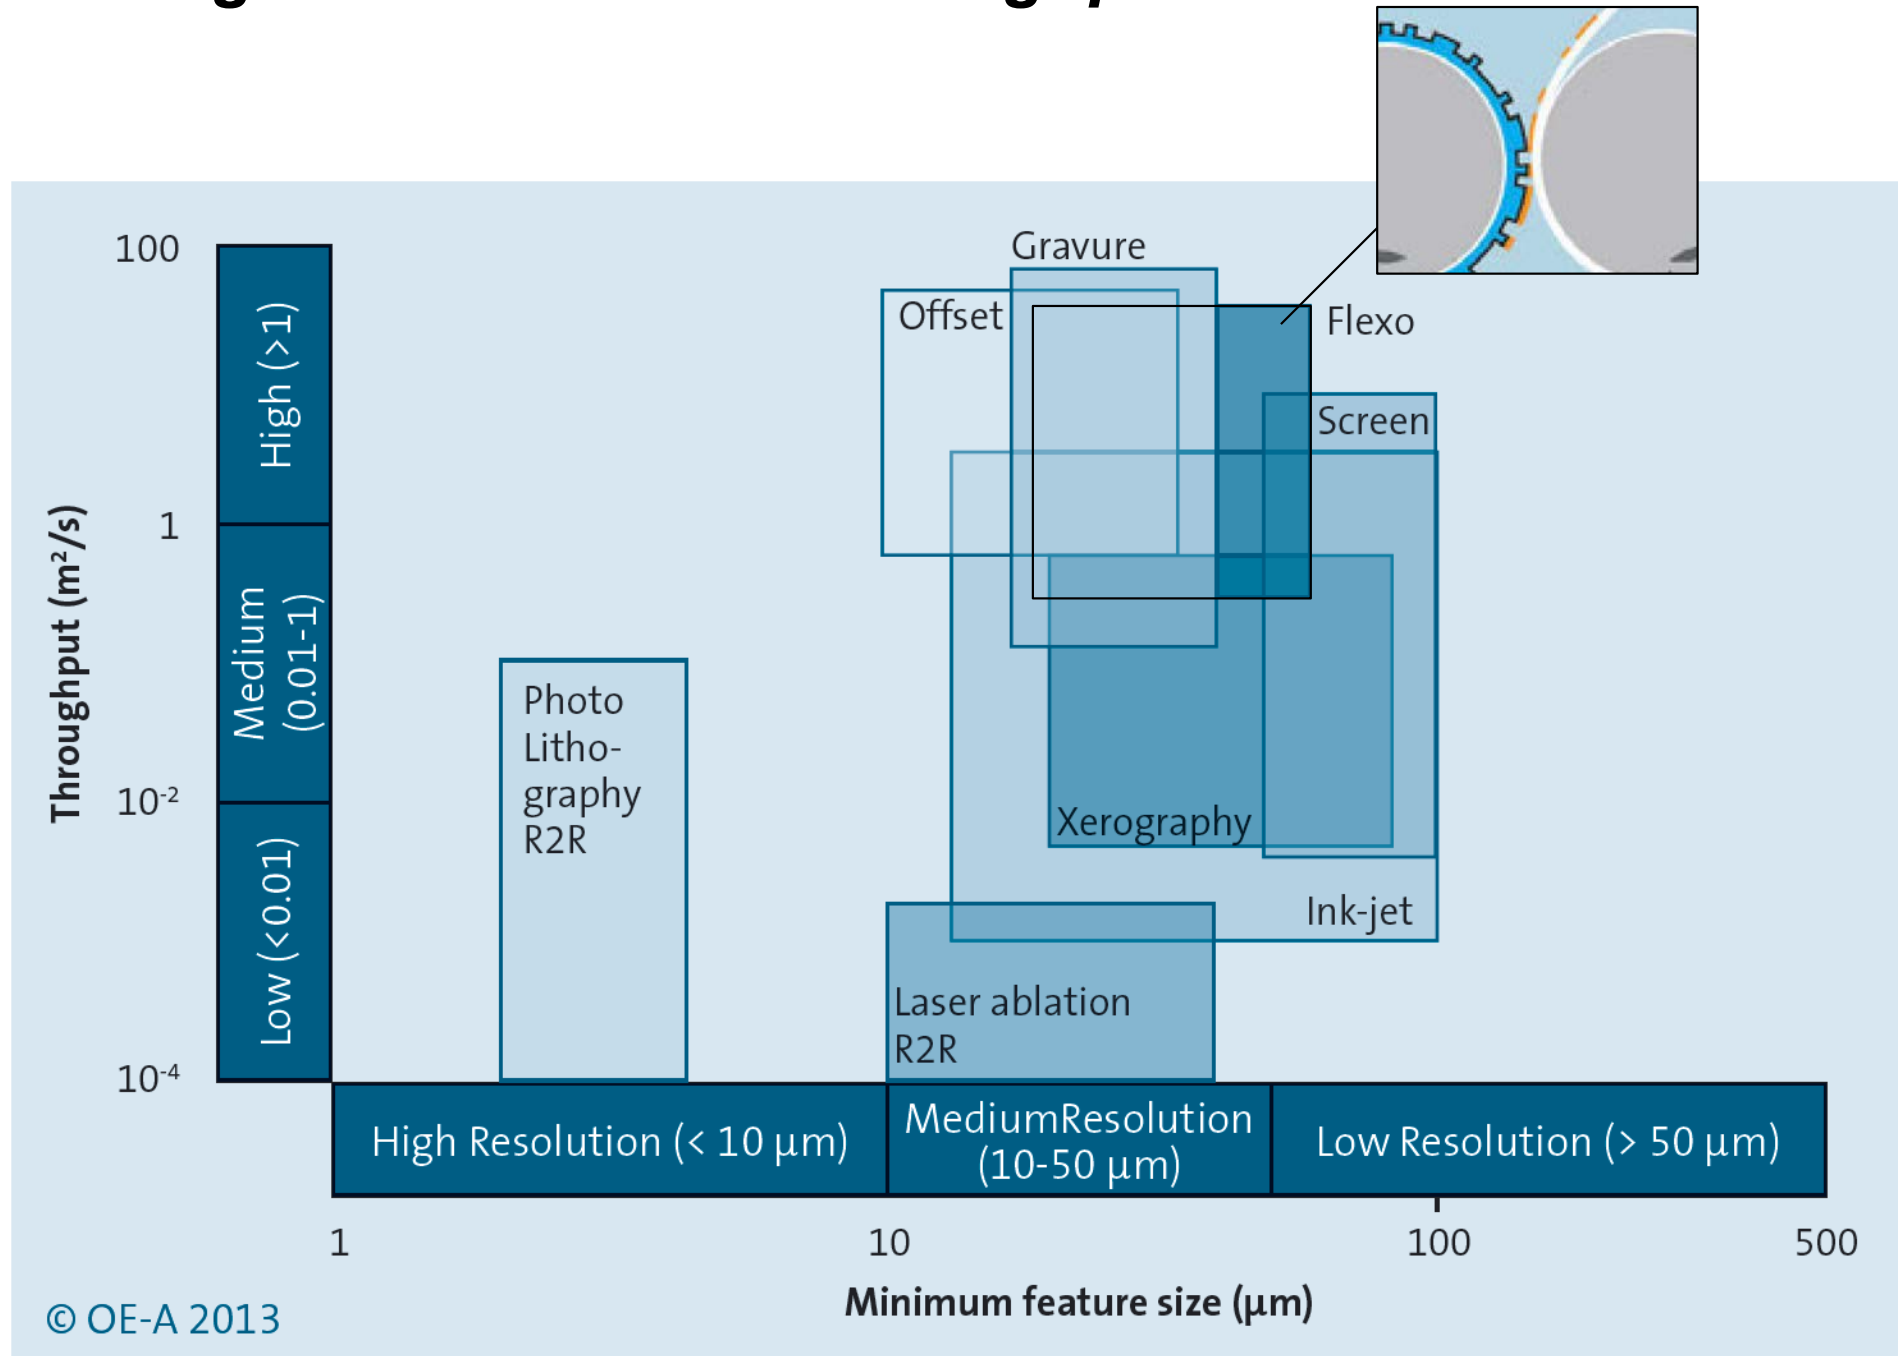 100
1
10-2
10-4
Throughput (m²/s)
High (>1)
Medium
(0.011-1)
Low (<0.01)
Gravure
Offset
Flexo
Screen
Photo
Litho-
graphy
R2R
Xerography
Ink-jet
Laser ablation
R2R
High Resolution (< 10 µm)
MediumResolution
(10-50 µm)
Low Resolution (> 50 µm)
1
10
100
500
Minimum feature size (µm)
© OE-A 2013